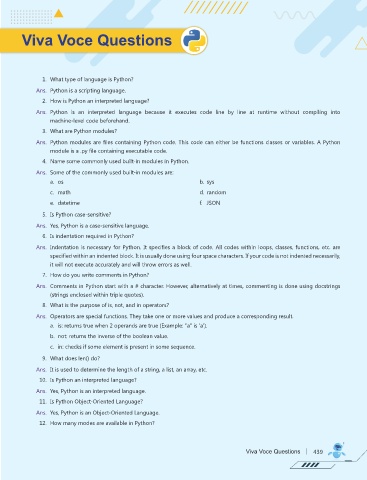 Viva Voce Questions
1. What type of language is Python?
Ans. Python is a scripting language.
2. How is Python an interpreted language?
Ans. Python is an interpreted language because it executes code line by line at runtime without compiling into
machine-level code beforehand.
3. What are Python modules?
Ans. Python modules are files containing Python code. This code can either be functions classes or variables. A Python
module is a .py file containing executable code.
4. Name some commonly used built-in modules in Python.
Ans. Some of the commonly used built-in modules are:
a. os b. sys
c. math d. random
e. datetime f. JSON
5. Is Python case-sensitive?
Ans. Yes, Python is a case-sensitive language.
6. Is indentation required in Python?
Ans. Indentation is necessary for Python. It specifies a block of code. All codes within loops, classes, functions, etc. are
specified within an indented block. It is usually done using four space characters. If your code is not indented necessarily,
it will not execute accurately and will throw errors as well.
7. How do you write comments in Python?
Ans. Comments in Python start with a # character. However, alternatively at times, commenting is done using docstrings
(strings enclosed within triple quotes).
8. What is the purpose of is, not, and in operators?
Ans. Operators are special functions. They take one or more values and produce a corresponding result.
a. is: returns true when 2 operands are true (Example: "a" is 'a').
b. not: returns the inverse of the boolean value.
c. in: checks if some element is present in some sequence.
9. What does len() do?
Ans. It is used to determine the length of a string, a list, an array, etc.
10. Is Python an interpreted language?
Ans. Yes, Python is an interpreted language.
11. Is Python Object-Oriented Language?
Ans. Yes, Python is an Object-Oriented Language.
12. How many modes are available in Python?
Viva Voce Questions | 419